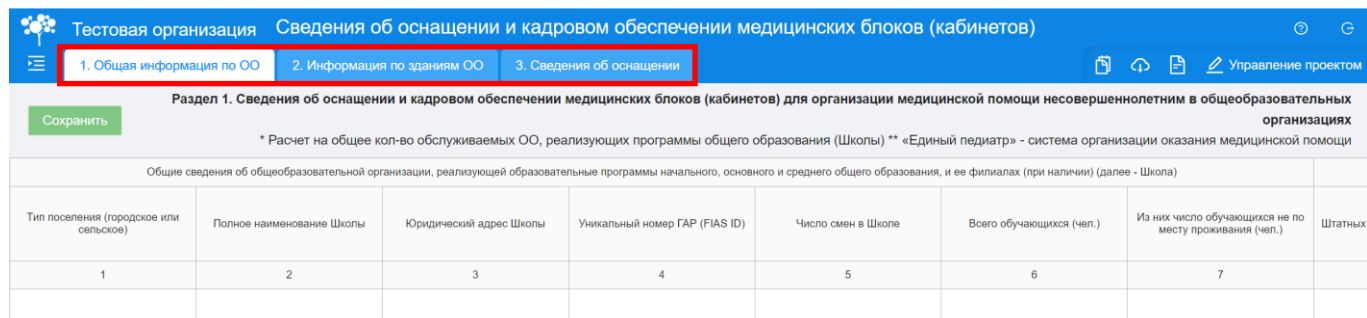 Тестовая организация Сведения об оснащении и кадровом обеспечении медицинских блоков (кабинетов)
1. Общая информация по ОО 2. Информация по зданиям ОО 3. Сведения об оснащении Управление проектом
Сохранить
Раздел 1. Сведения об оснащении и кадровом обеспечении медицинских блоков (кабинетов) для организации медицинской помощи несовершеннолетним в общеобразовательных
организациях
* Расчет на общее кол-во обслуживаемых ОО, реализующих программы общего образования (Школы) ** «Единый педиатр» - система организации оказания медицинской помощи
Общие сведения об общеобразовательной организации, реализующей образовательные программы начального, основного и среднего общего образования, и ее филиалах (при наличии) (далее - Школа)
Тип поселения (городское или
сельское)
Полное наименование Школы
Юридический адрес Школы
Уникальный номер ГАР (FIAS ID)
Число смен в Школе
Всего обучающихся (чел.)
Из них число обучающихся не по
месту проживания (чел.)
Штатных
1 2 3 4 5 6 7